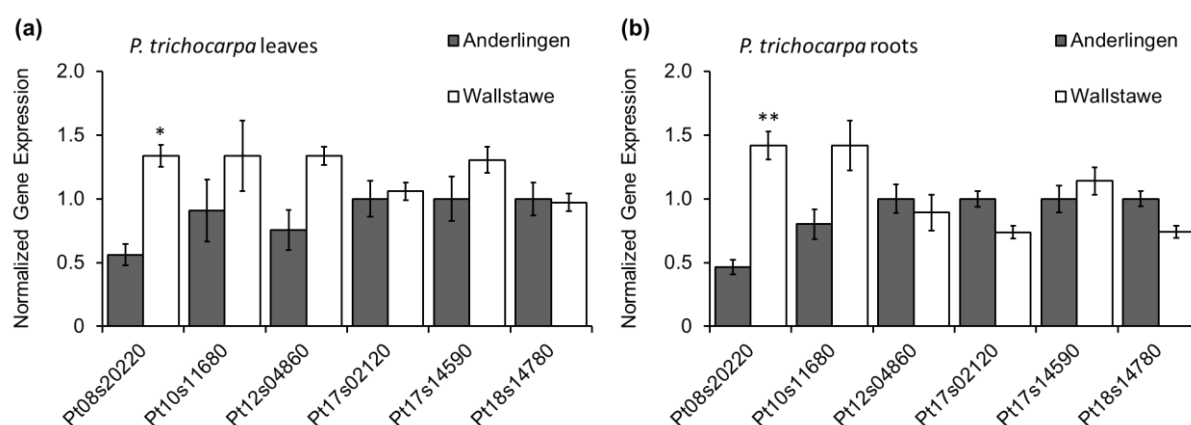 (a)
P. trichocarpa leaves
Anderlingen
Wallstawe
Normalized Gene Expression
2.0
1.5
1.0
0.5
0
*
Pt08s20220
Pt10s11680
Pt12s04860
Pt17s02120
Pt17s14590
Pt18s14780
(b)
P. trichocarpa roots
Anderlingen
Wallstawe
Normalized Gene Expression
2.0
1.5
1.0
0.5
0
**
Pt08s20220
Pt10s11680
Pt12s04860
Pt17s02120
Pt17s14590
Pt18s14780